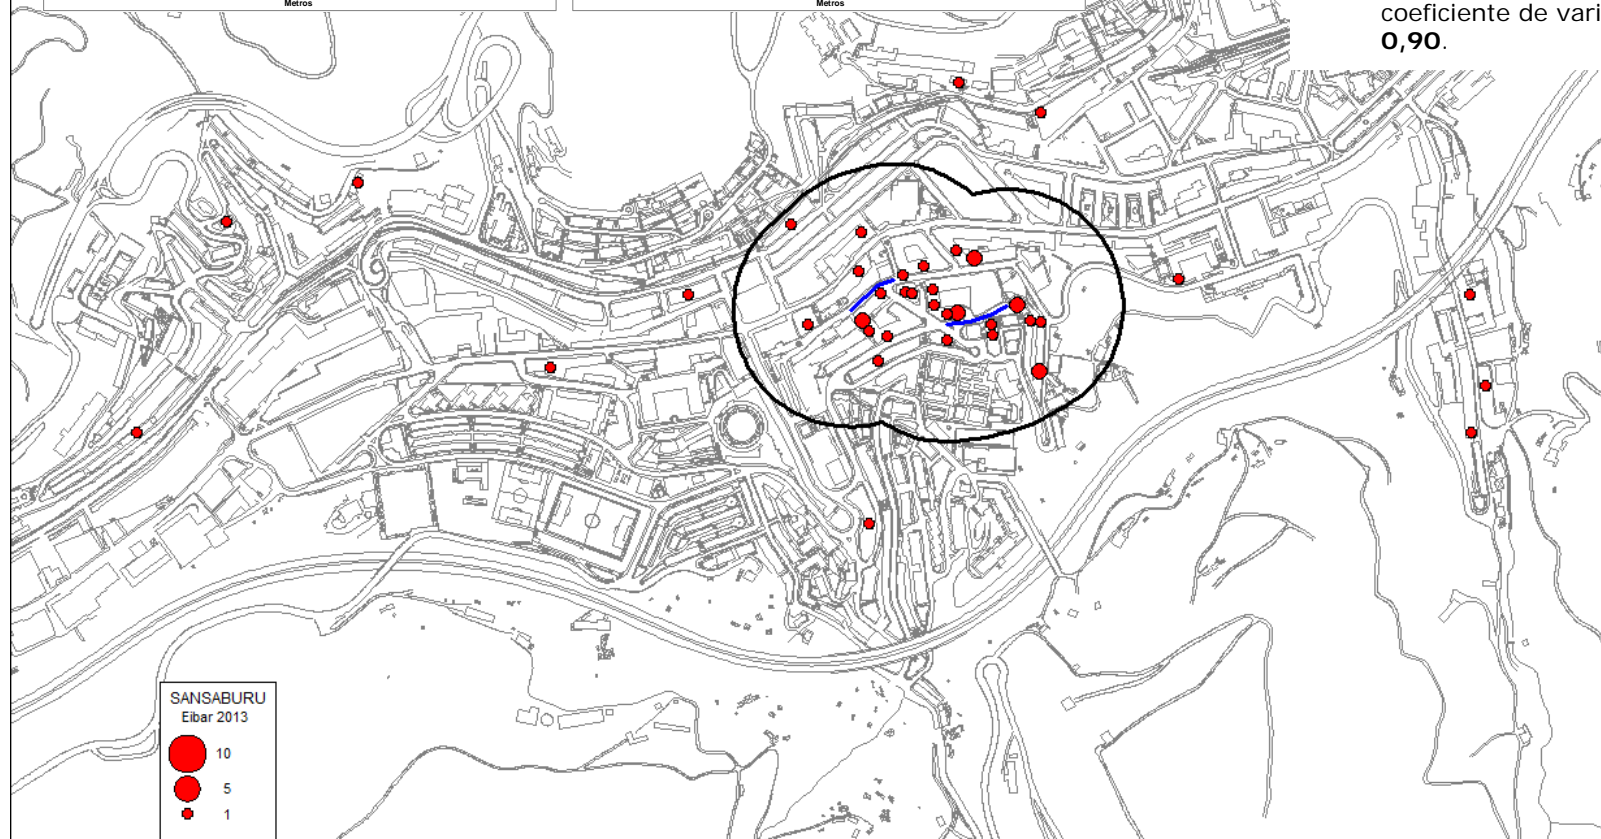 Metros
Metros
coeficiente de vari
0,90.
SANSABURU
Eibar 2013
10
5
1